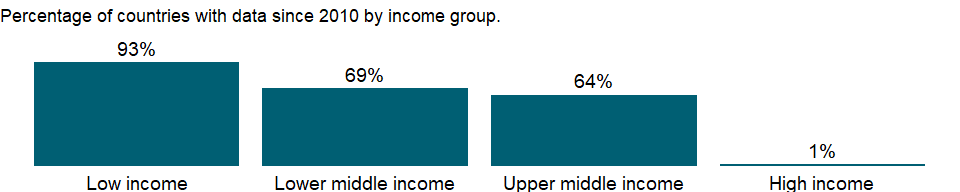 Percentage of countries with data since 2010 by income group.
93%
69%
64%
1%
Low income
Lower middle income
Upper middle income
High income